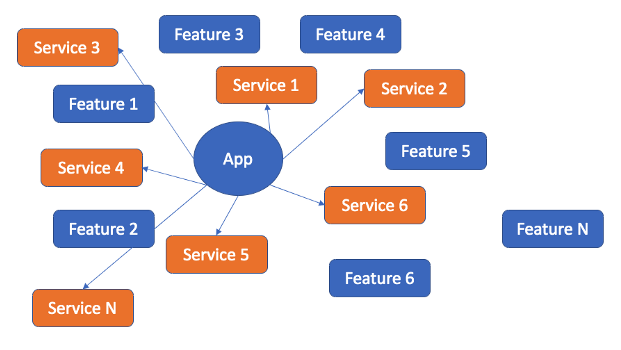 Feature 3
Feature 4
Service 3
Service 1
Service 2
Feature 1
Feature 5
App
Service 4
Service 6
Feature 2
Feature N
Service 5
Feature 6
Service N